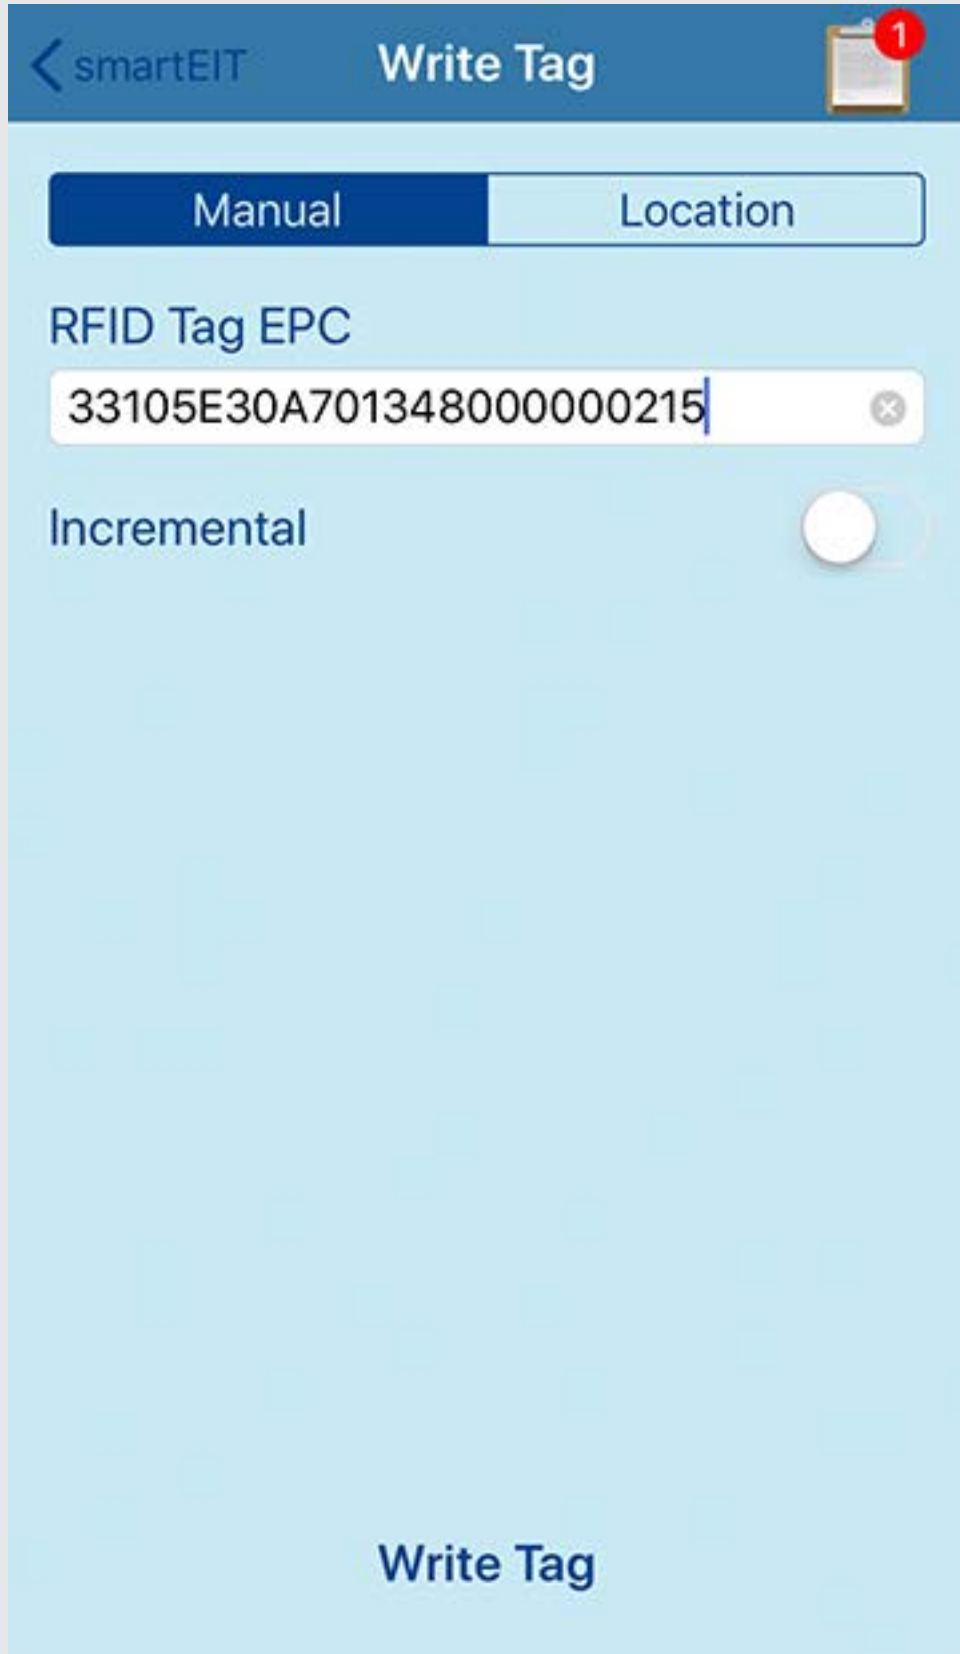 smartEIT Write Tag 1
Manual Location
RFID Tag EPC
33105E30A701348000000215
Incremental
Write Tag